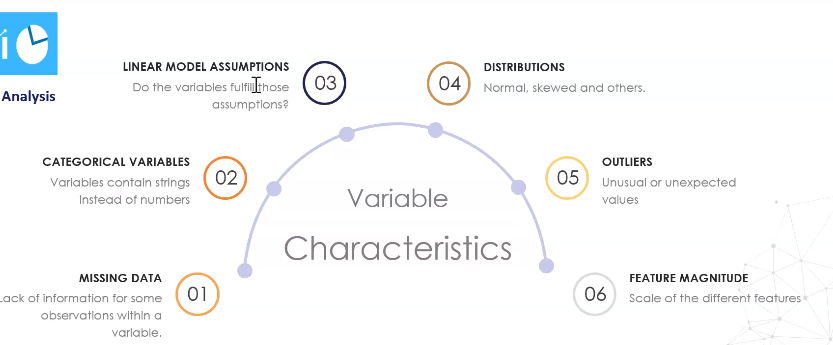 Analysis
LINEAR MODEL ASSUMPTIONS
Do the variables fulfill those
assumptions?
03
04
DISTRIBUTIONS
Normal, skewed and others.
CATEGORICAL VARIABLES
Variables contain strings
Instead of numbers
02
05
OUTLIERS
Unusual or unexpected
values
Variable
Characteristics
MISSING DATA
Lack of information for some
observations within a
variable.
01
06
FEATURE MAGNITUDE
Scale of the different features